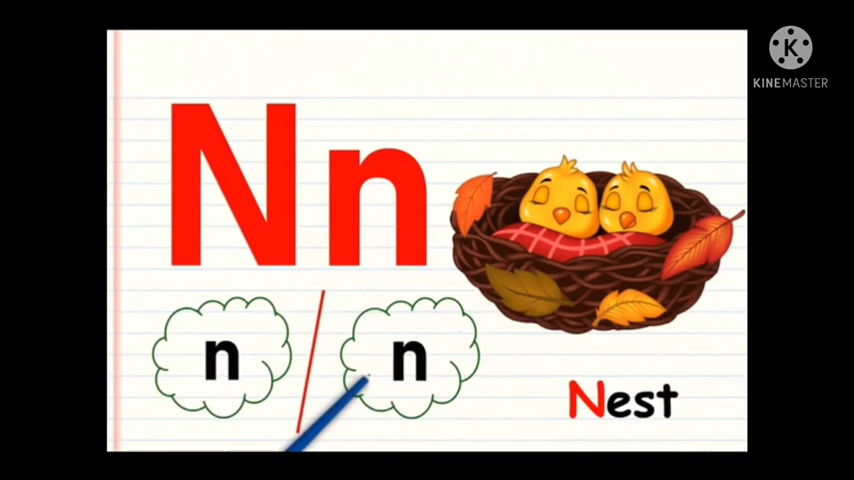 Nn
n / n
Nest
K
KINEMASTER